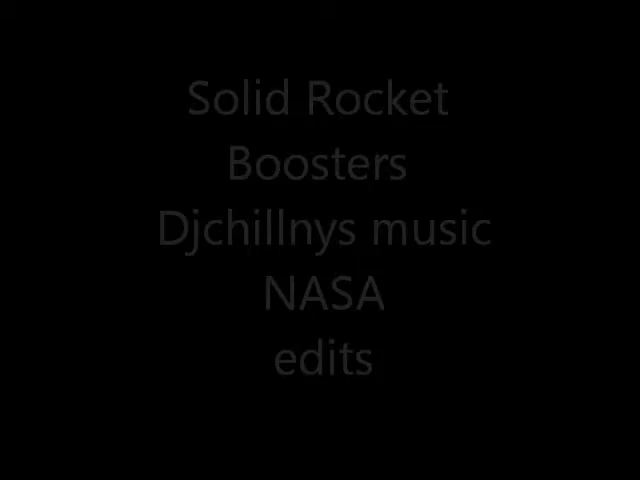 Solid Rocket
Boosters
Djchillnys music
NASA
edits